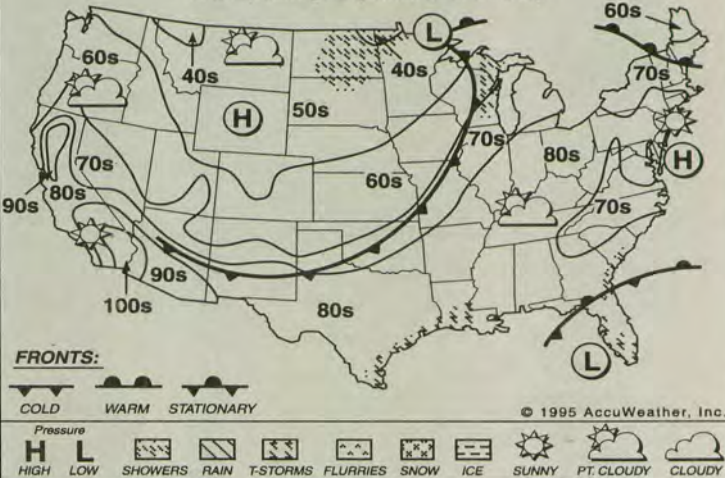 60s
L
60s
40s
40s
70s
H
50s
70s
70s
80s
H
60s
90s
80s
70s
90s
100s
80s
L
FRONTS:
COLD WARM STATIONARY
© 1995 AccuWeather, Inc.
Pressure
H L
HIGH LOW SHOWERS RAIN T-STORMS FLURRIES SNOW ICE SUNNY PT. CLOUDY CLOUDY